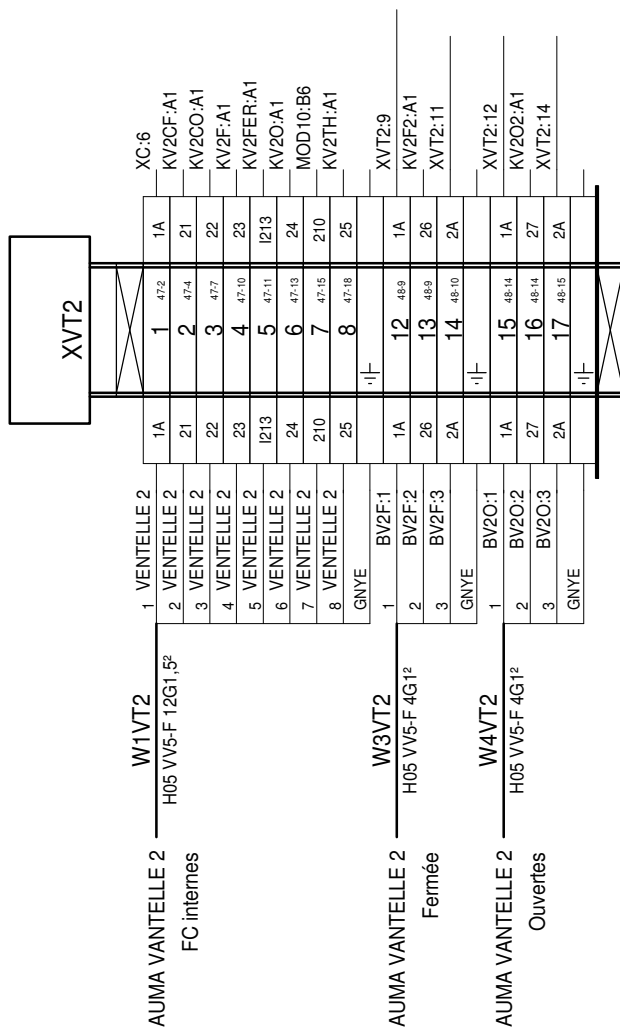 XVT2
XC:6
KV2CF:A1
KV2CO:A1
KV2F:A1
KV2FER:A1
KV2O:A1
MOD10:B6
KV2TH:A1
XVT2:9
KV2F2:A1
XVT2:11
XVT2:12
KV2O2:A1
XVT2:14
1 VENTELLE 2 1A 1 47-2 1A
2 VENTELLE 2 21 2 47-4 21
3 VENTELLE 2 22 3 47-7 22
4 VENTELLE 2 23 4 47-10 23
5 VENTELLE 2 I213 5 47-11 I213
6 VENTELLE 2 24 6 47-13 24
7 VENTELLE 2 210 7 47-15 210
8 VENTELLE 2 25 8 47-18 25
GNYE
1 BV2F:1 1A 12 48-9 1A
2 BV2F:2 26 13 48-9 26
3 BV2F:3 2A 14 48-10 2A
GNYE
1 BV2O:1 1A 15 48-14 1A
2 BV2O:2 27 16 48-14 27
3 BV2O:3 2A 17 48-15 2A
GNYE
W1VT2
H05 VV5-F 12G1,5²
AUMA VANTELLE 2
FC internes
W3VT2
H05 VV5-F 4G1²
AUMA VANTELLE 2
Fermée
W4VT2
H05 VV5-F 4G1²
AUMA VANTELLE 2
Ouvertes